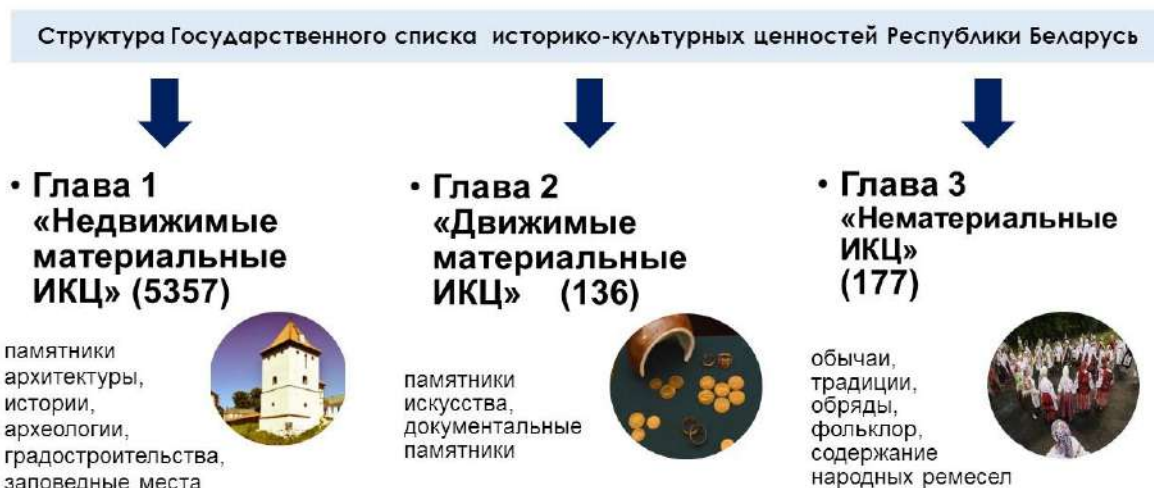 Структура Государственного списка историко-культурных ценностей Республики Беларусь
• Глава 1
«Недвижимые
материальные
ИКЦ» (5357)
памятники
архитектуры,
истории,
археологии,
градостроительства,
заповедные места
• Глава 2
«Движимые
материальные
ИКЦ» (136)
памятники
искусства,
документальные
памятники
• Глава 3
«Нематериальные
ИКЦ»
(177)
обычаи,
традиции,
обряды,
фольклор,
содержание
народных ремесел